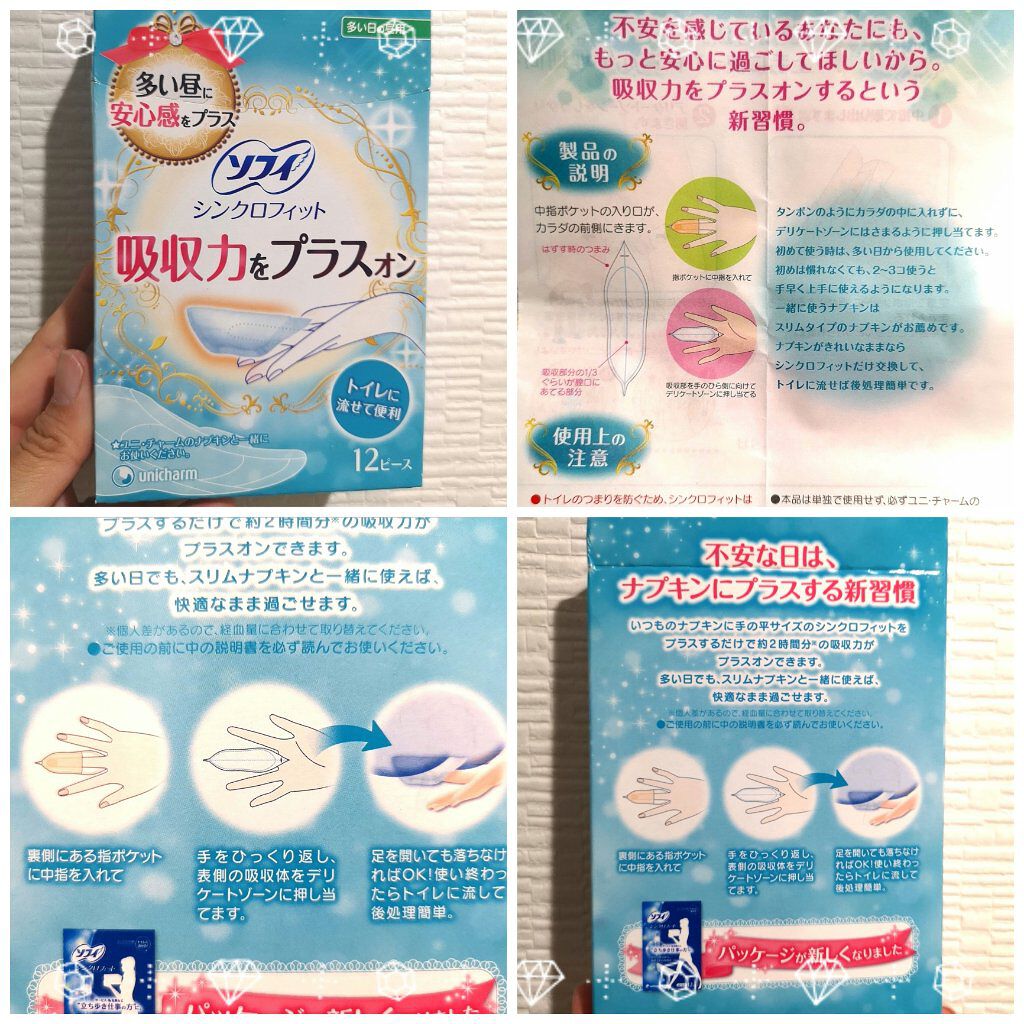 多い日の昼用
多い昼に
安心感をプラス
ソフィ
シンクロフィット
吸収力をプラスオン
トイレに
流せて便利
★ユニ・チャームのナプキンと一緒に
お使いください。
unicharm
12ピース
不安を感じているあなたにも、
もっと安心に過ごしてほしいから。
吸収力をプラスオンするという
新習慣。
製品の
説明
中指ポケットの入り口が、
カラダの前側にきます。
はずす時のつまみ
指ポケットに中指を入れて
吸収部分の1/3
ぐらいが膣口に
あてる部分
吸収部を手のひら側に向けて
デリケートゾーンに押し当てる
タンポンのようにカラダの中に入れずに、
デリケートゾーンにはさまるように押し当てます。
初めて使う時は、多い日から使用してください。
初めは慣れなくても、2~3コ使うと
手早く上手に使えるようになります。
一緒に使うナプキンは
スリムタイプのナプキンがお薦めです。
ナプキンがきれいなままなら
シンクロフィットだけ交換して、
トイレに流せば後処理簡単です。
使用上の
注意
●トイレのつまりを防ぐため、シンクロフィットは
●本品は単独で使用せず、必ずユニ・チャームの
プラスするだけで約2時間分※の吸収力が
プラスオンできます。
多い日でも、スリムナプキンと一緒に使えば、
快適なまま過ごせます。
※個人差があるので、経血量に合わせて取り替えてください。
●ご使用の前に中の説明書を必ず読んでお使いください。
裏側にある指ポケット
に中指を入れて
手をひっくり返し、
表側の吸収体をデリ
ケートゾーンに押し当
てます。
足を開いても落ちなけ
ればOK!使い終わっ
たらトイレに流して
後処理簡単。
ソフィ
"立ち歩き仕事の方"に
パッケージが新しくなりました
不安な日は、
ナプキンにプラスする新習慣
いつものナプキンに手の平サイズのシンクロフィットを
プラスするだけで約2時間分※の吸収力が
プラスオンできます。
多い日でも、スリムナプキンと一緒に使えば、
快適なまま過ごせます。
※個人差があるので、経血量に合わせて取り替えてください。
●ご使用の前に中の説明書を必ず読んでお使いください。
裏側にある指ポケット
に中指を入れて
手をひっくり返し、
表側の吸収体をデリ
ケートゾーンに押し当
てます。
足を開いても落ちなけ
ればOK!使い終わっ
たらトイレに流して
後処理簡単。
ソフィ
パッケージが新しくなりました。